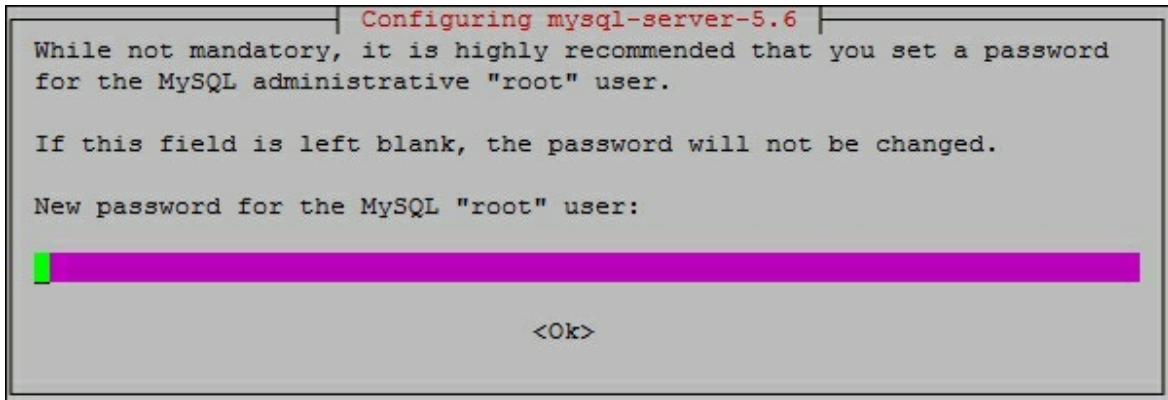 Configuring mysql-server-5.6
While not mandatory, it is highly recommended that you set a password
for the MySQL administrative "root" user.
If this field is left blank, the password will not be changed.
New password for the MySQL "root" user:
<Ok>